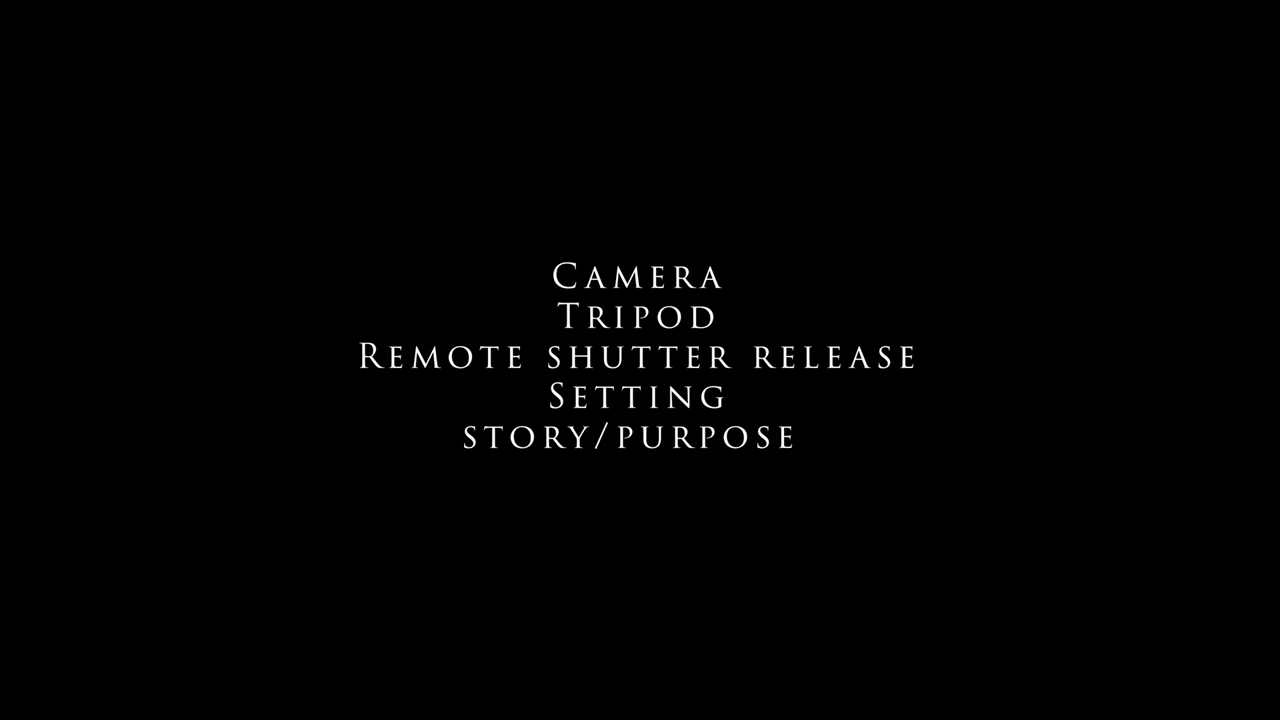 Camera
Tripod
Remote shutter release
Setting
story/purpose